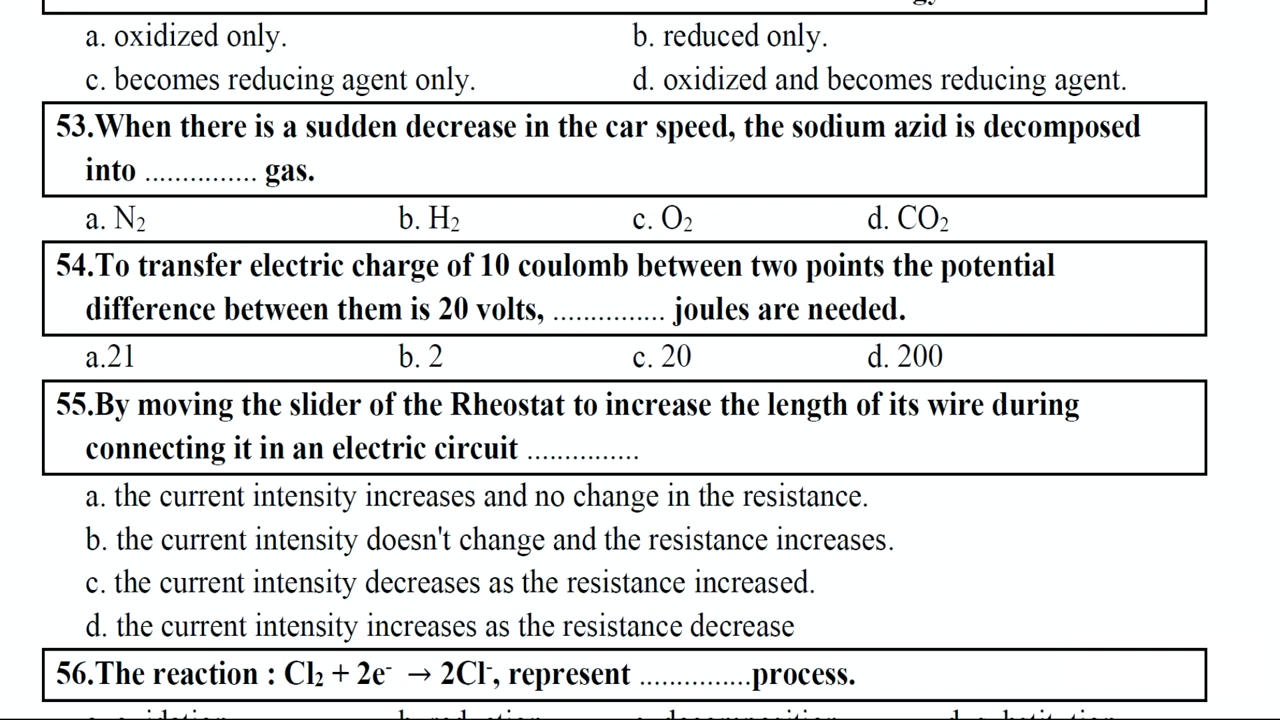 a. oxidized only. b. reduced only.
c. becomes reducing agent only. d. oxidized and becomes reducing agent.
53.When there is a sudden decrease in the car speed, the sodium azid is decomposed
into ............... gas.
a. N₂ b. H₂ c. O₂ d. CO₂
54.To transfer electric charge of 10 coulomb between two points the potential
difference between them is 20 volts, ............... joules are needed.
a.21 b. 2 c. 20 d. 200
55.By moving the slider of the Rheostat to increase the length of its wire during
connecting it in an electric circuit ...............
a. the current intensity increases and no change in the resistance.
b. the current intensity doesn't change and the resistance increases.
c. the current intensity decreases as the resistance increased.
d. the current intensity increases as the resistance decrease
56.The reaction : Cl₂ + 2e⁻ → 2Cl⁻, represent ...............process.